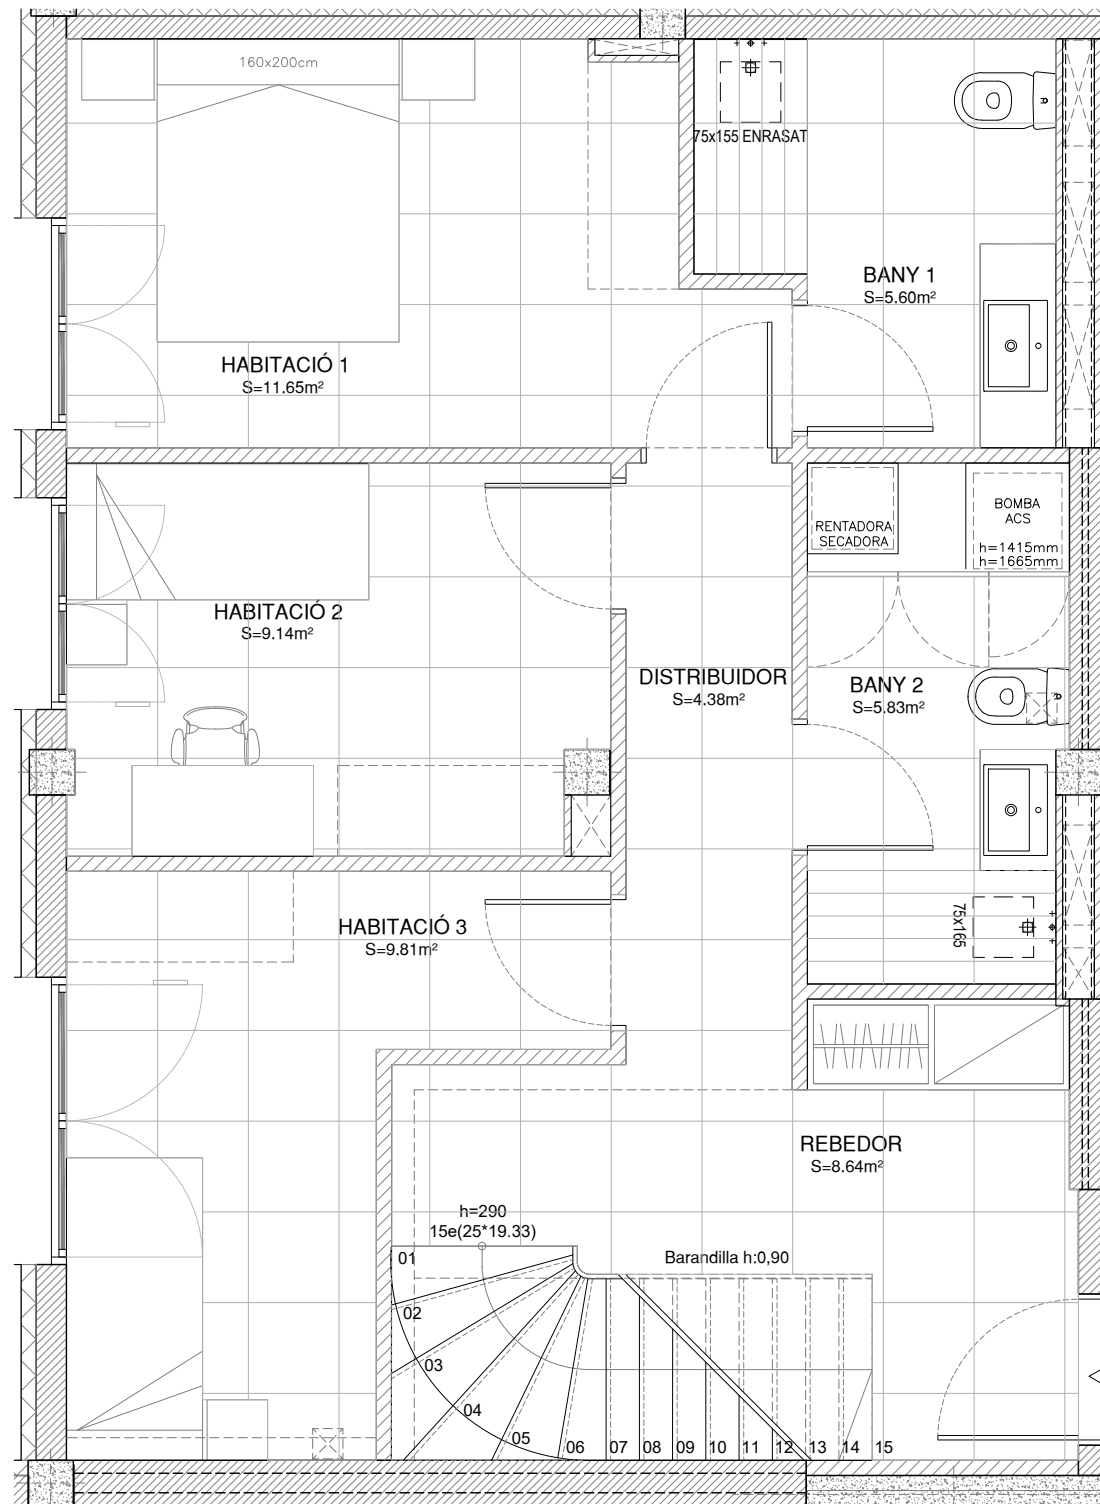 160x200cm
75x155 ENRASAT
BANY 1
S=5.60m²
HABITACIÓ 1
S=11.65m²
RENTADORA
SECADORA
BOMBA
ACS
h=1415mm
h=1665mm
HABITACIÓ 2
S=9.14m²
DISTRIBUIDOR
S=4.38m²
BANY 2
S=5.83m²
75x165
HABITACIÓ 3
S=9.81m²
REBEDOR
S=8.64m²
h=290
15e(25*19.33)
Barandilla h:0,90
01
02
03
04
05
06
07
08
09
10
11
12
13
14
15